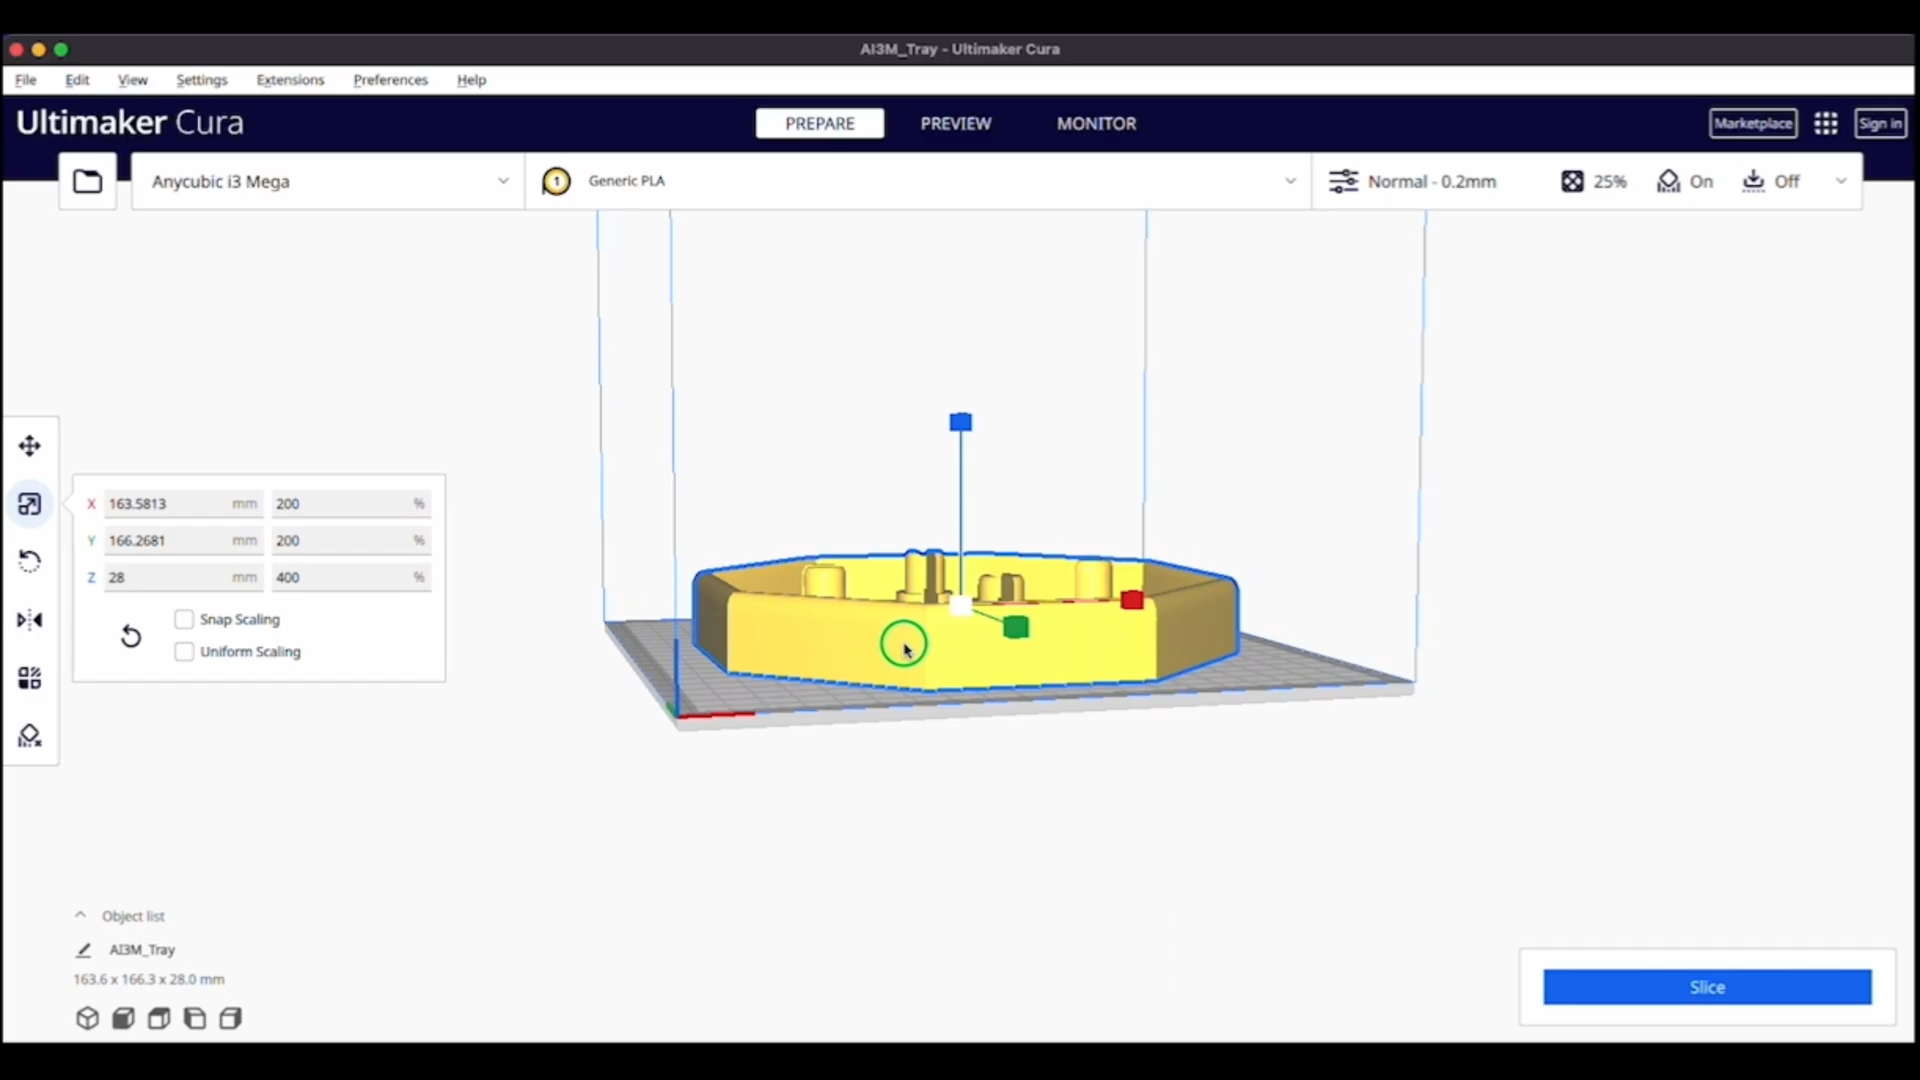 AI3M_Tray - Ultimaker Cura
File Edit View Settings Extensions Preferences Help
Ultimaker Cura PREPARE PREVIEW MONITOR Marketplace Sign in
Anycubic i3 Mega 1 Generic PLA Normal - 0.2mm 25% On Off
X 163.5813 mm 200 %
Y 166.2681 mm 200 %
Z 28 mm 400 %
Snap Scaling
Uniform Scaling
Object list
AI3M_Tray
163.6 x 166.3 x 28.0 mm
Slice